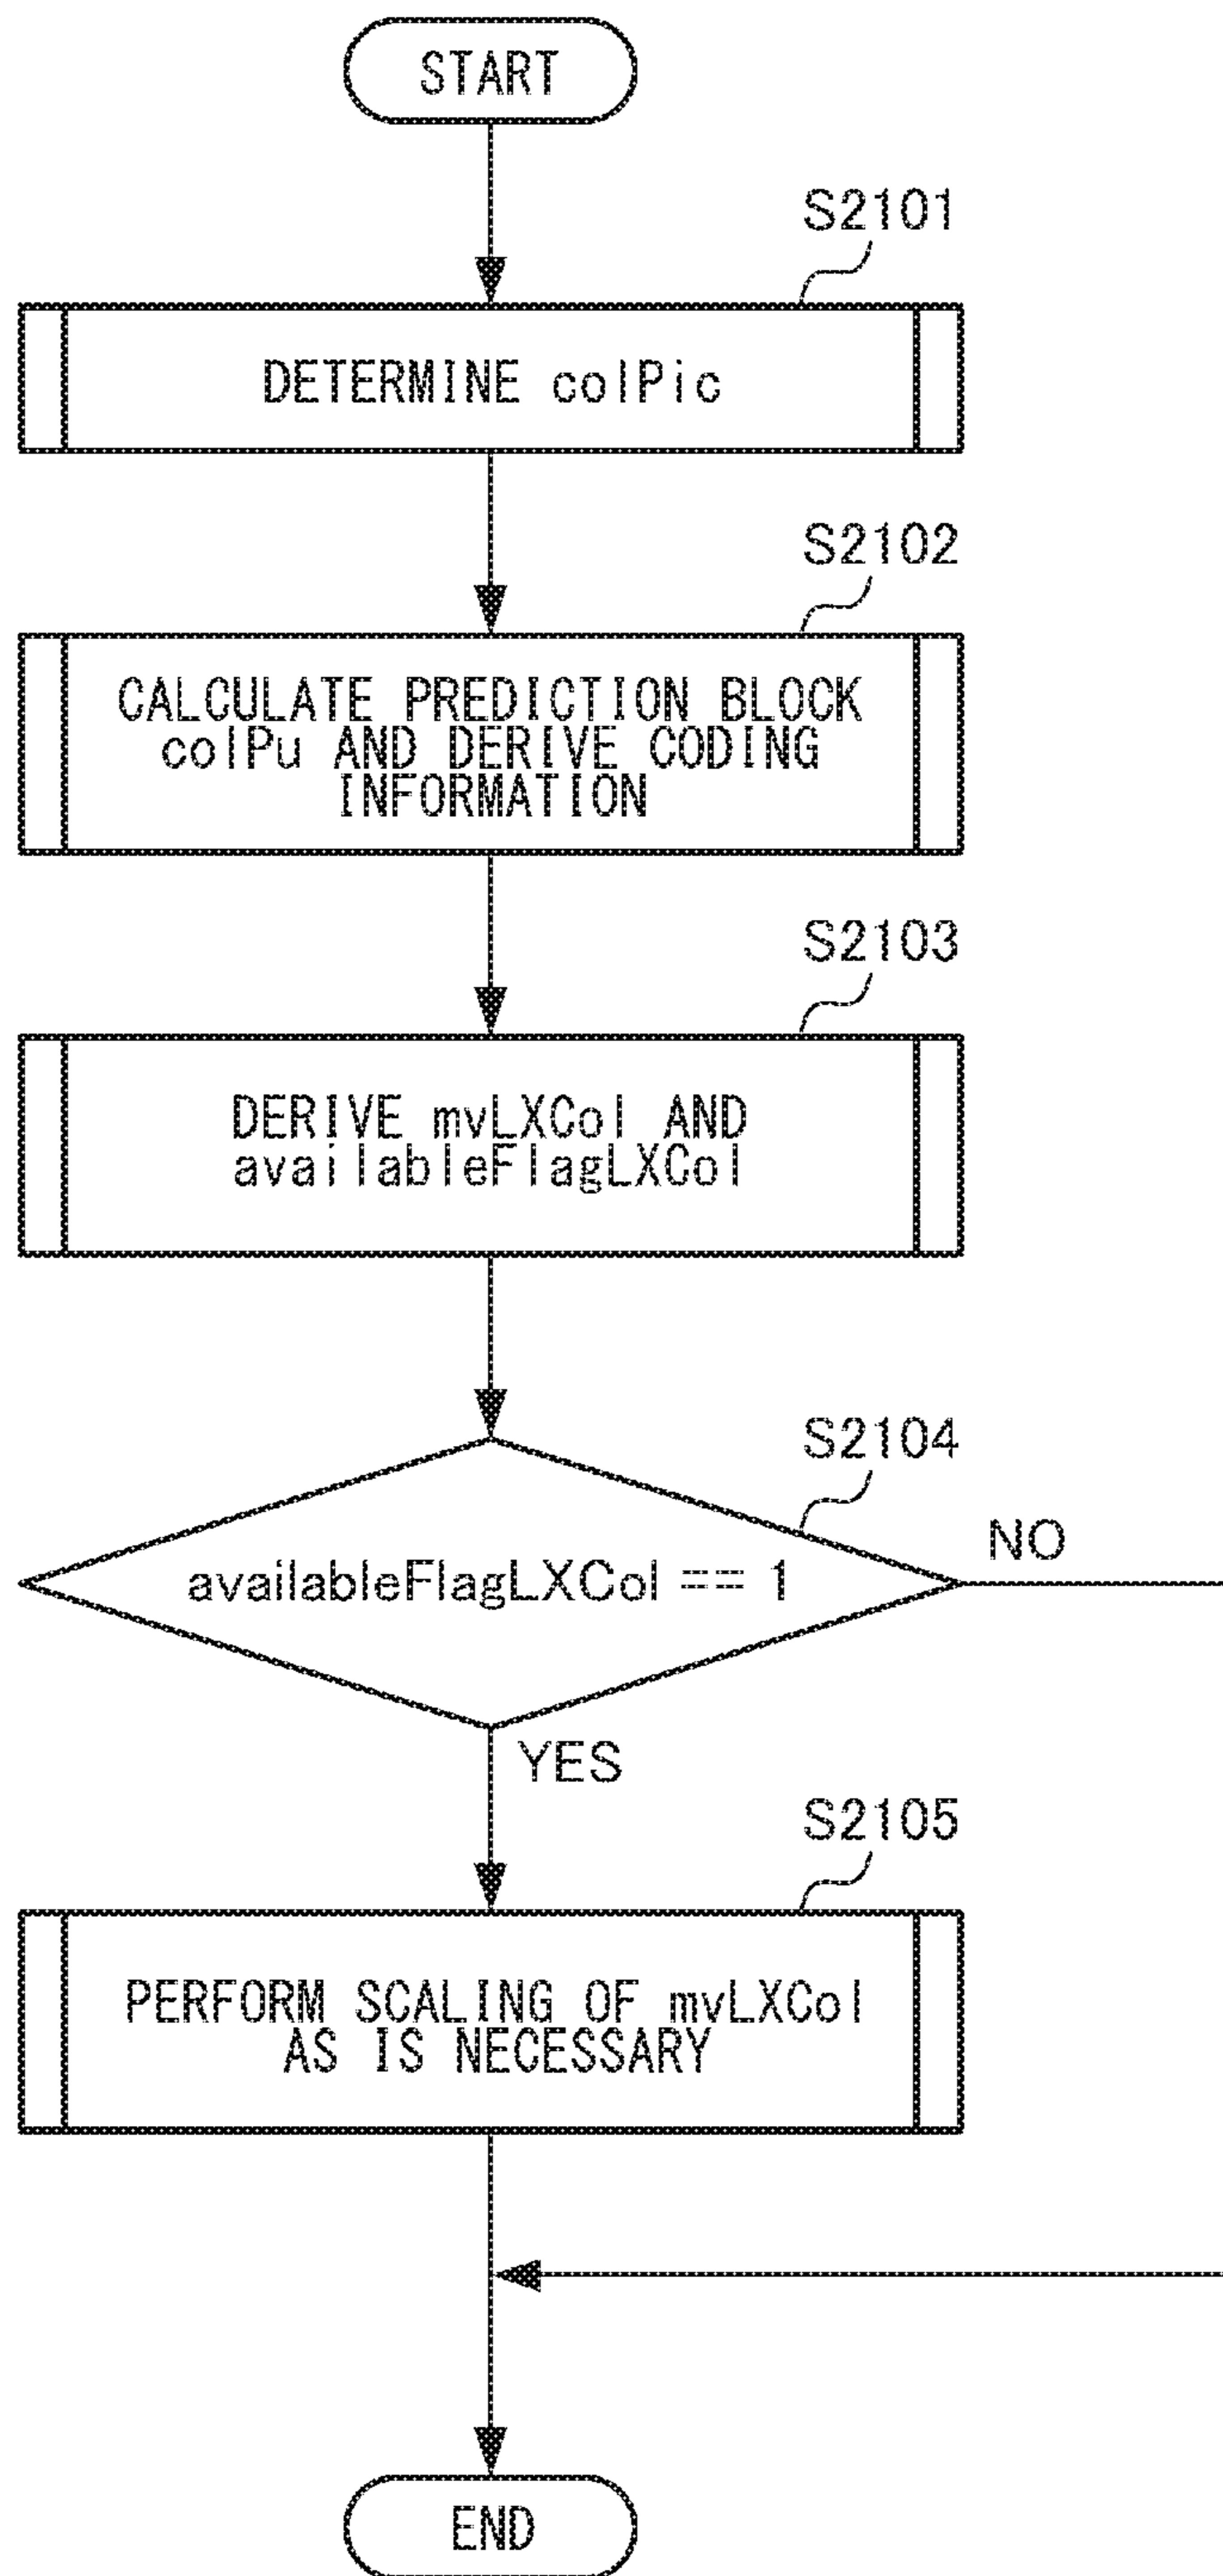 START
S2101
DETERMINE colPic
S2102
CALCULATE PREDICTION BLOCK
colPu AND DERIVE CODING
INFORMATION
S2103
DERIVE mvLXCol AND
availableFlagLXCol
S2104
NO
availableFlagLXCol == 1
YES
S2105
PERFORM SCALING OF mvLXCol
AS IS NECESSARY
END